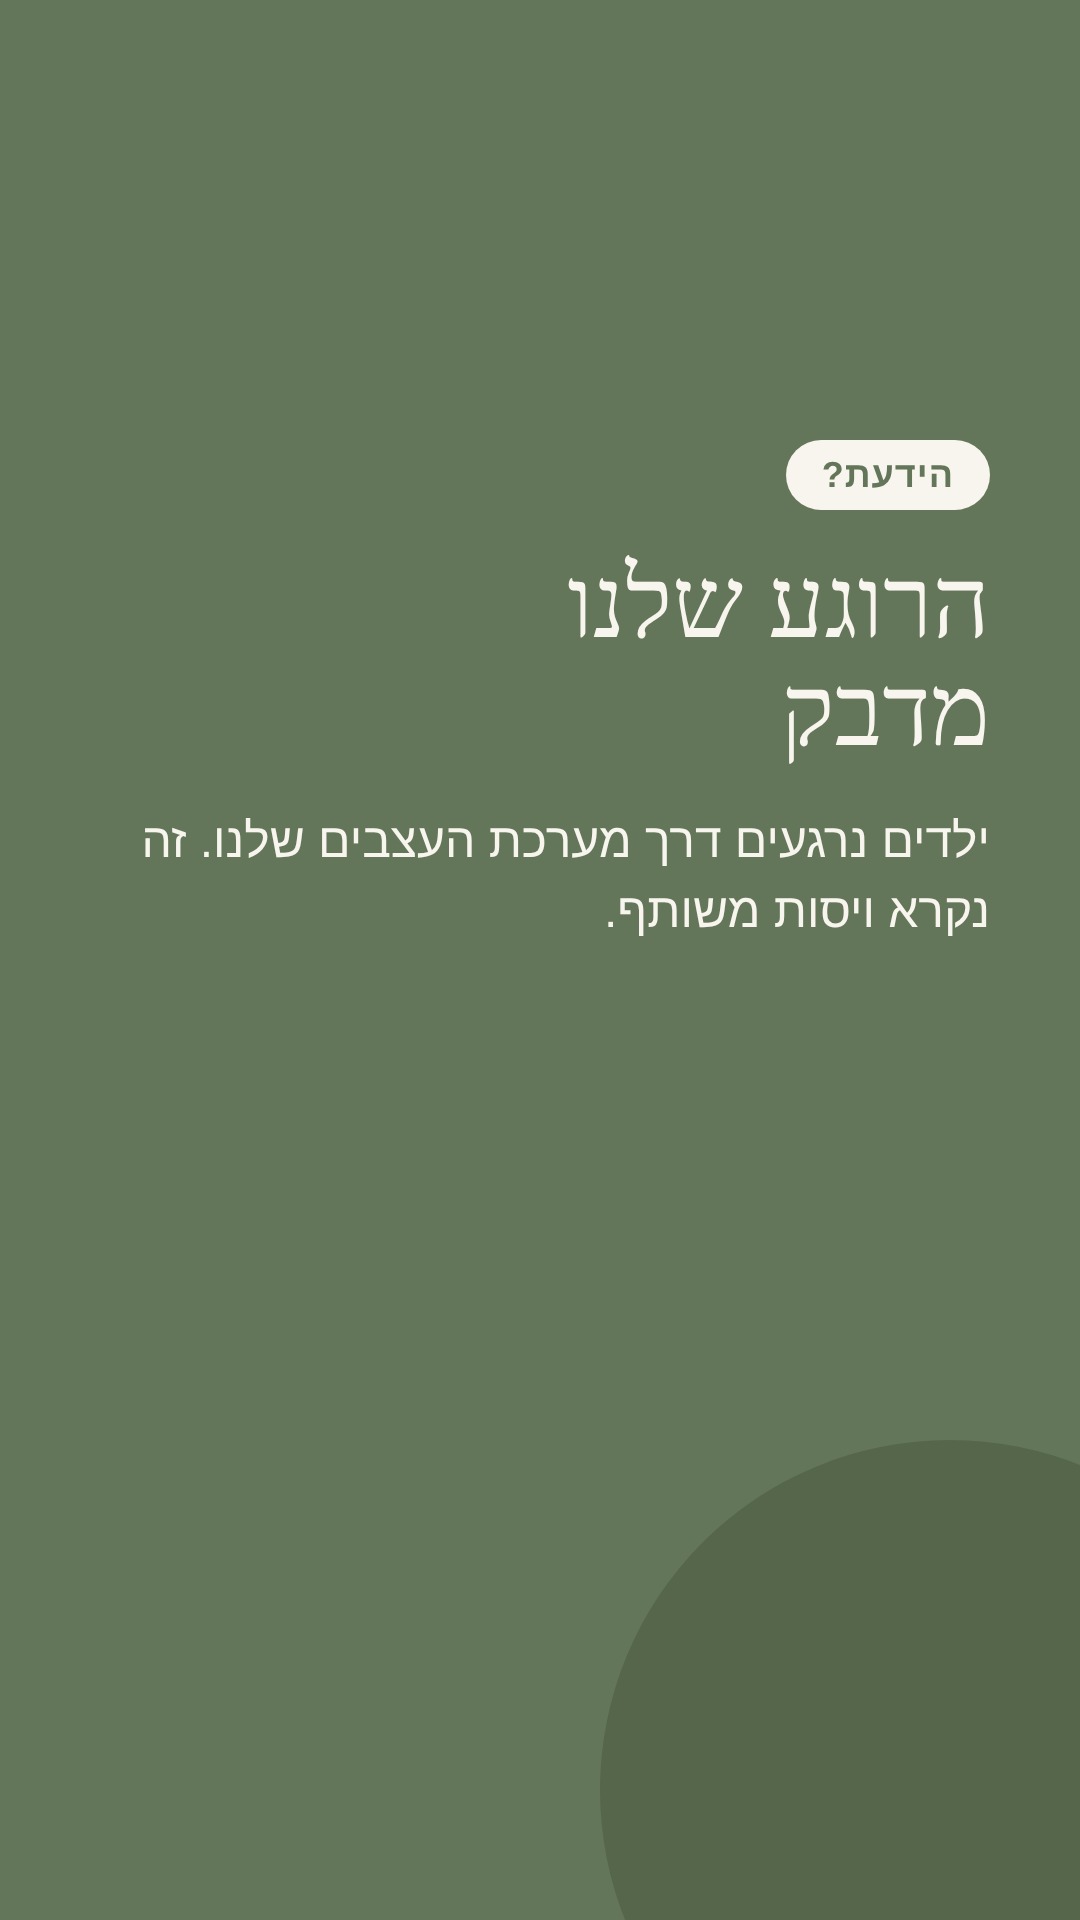 הידעת?
הרוגע שלנו
מדבק
ילדים נרגעים דרך מערכת העצבים שלנו. זה
נקרא ויסות משותף.